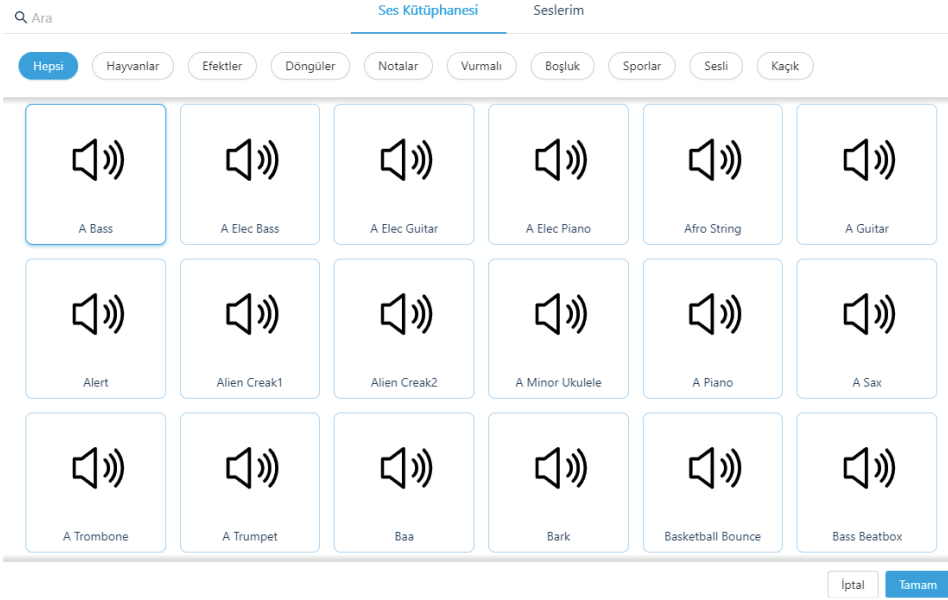 Ara
Ses Kütüphanesi
Seslerim
Hepsi
Hayvanlar
Efektler
Döngüler
Notalar
Vurmalı
Boşluk
Sporlar
Sesli
Kaçık
A Bass
A Elec Bass
A Elec Guitar
A Elec Piano
Afro String
A Guitar
Alert
Alien Creak1
Alien Creak2
A Minor Ukulele
A Piano
A Sax
A Trombone
A Trumpet
Baa
Bark
Basketball Bounce
Bass Beatbox
İptal
Tamam